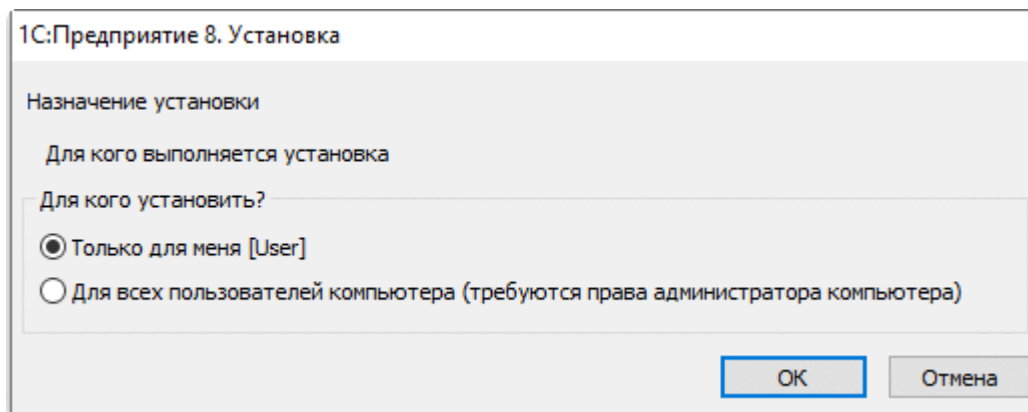 1С:Предприятие 8. Установка
Назначение установки
Для кого выполняется установка
Для кого установить?
Только для меня [User]
Для всех пользователей компьютера (требуются права администратора компьютера)
ОК
Отмена